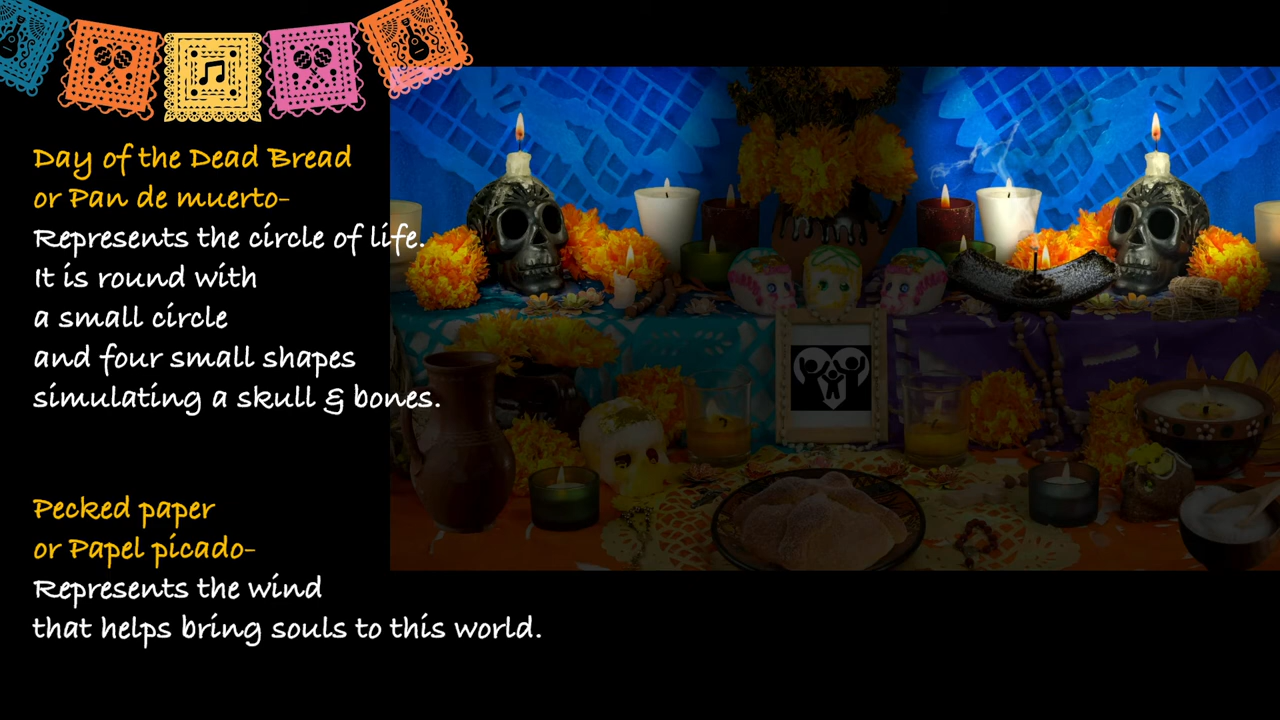 Day of the Dead Bread
or Pan de muerto-
Represents the circle of life.
It is round with
a small circle
and four small shapes
simulating a skull & bones.
Pecked paper
or Papel picado-
Represents the wind
that helps bring souls to this world.